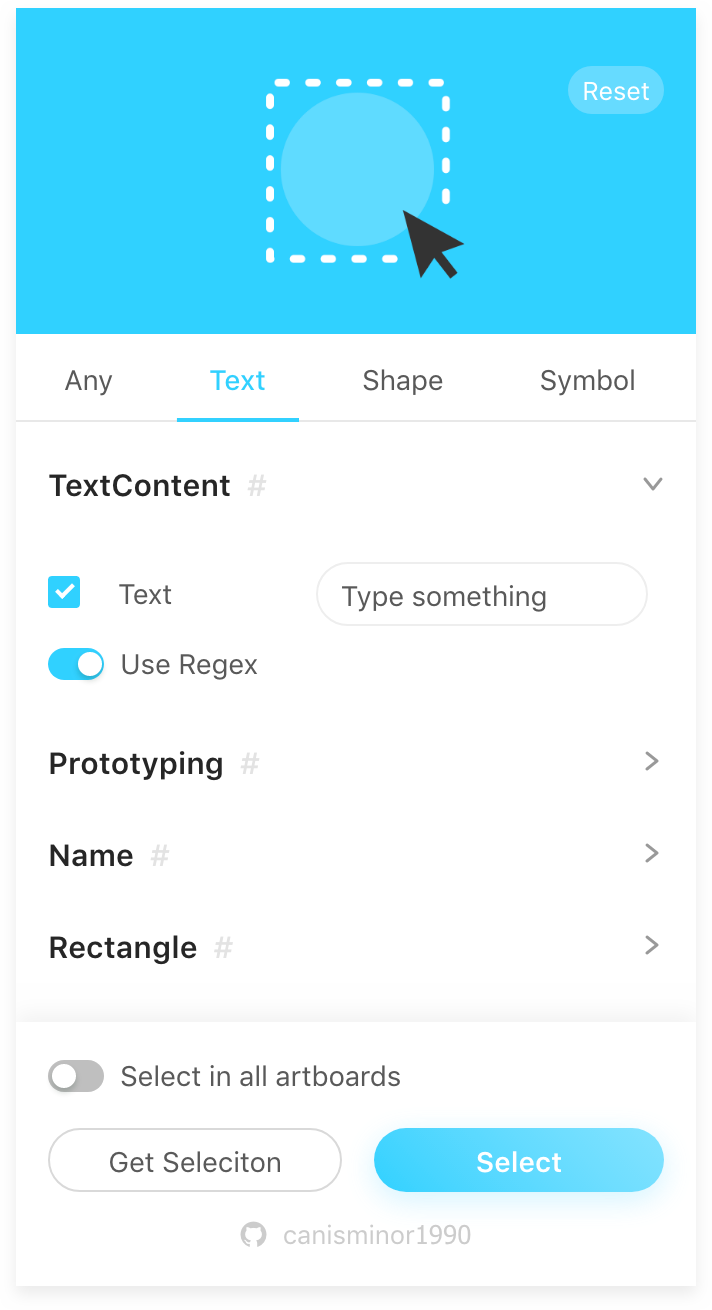 Reset
Any Text Shape Symbol
TextContent #
Text Type something
Use Regex
Prototyping #
Name #
Rectangle #
Select in all artboards
Get Seleciton Select
canisminor1990